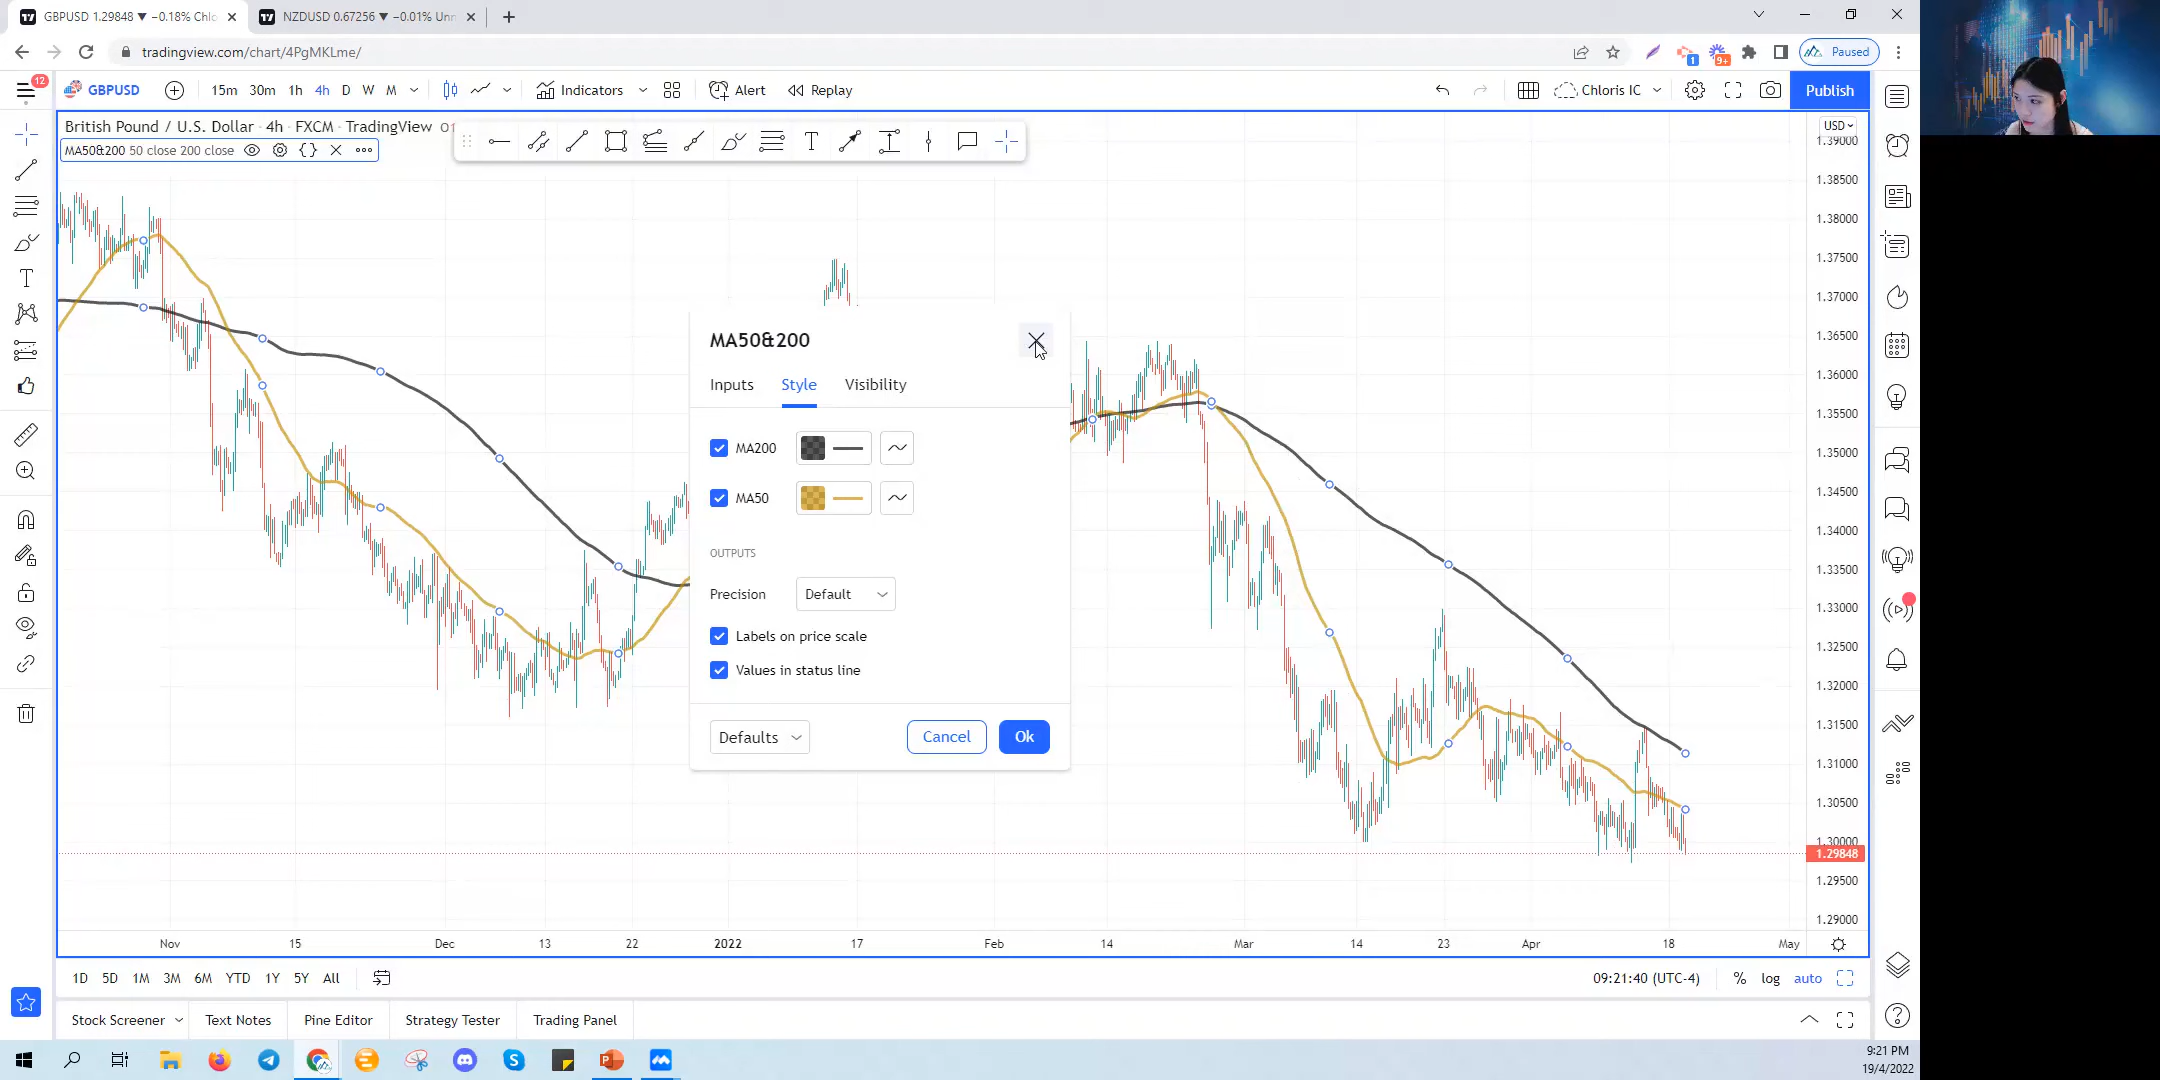 GBPUSD 1.29848 ▼ −0.18% Chlo
NZDUSD 0.67256 ▼ −0.01% Unn
tradingview.com/chart/4PgMKLme/
1
9+
Paused
12
GBPUSD
15m 30m 1h 4h D W M
Indicators
Alert
Replay
Chloris IC
Publish
British Pound / U.S. Dollar · 4h · FXCM · TradingView
MA50&200 50 close 200 close
USD
1.39000
1.38500
1.38000
1.37500
1.37000
1.36500
1.36000
1.35500
1.35000
1.34500
1.34000
1.33500
1.33000
1.32500
1.32000
1.31500
1.31000
1.30500
1.30000
1.29848
1.29500
1.29000
MA50&200
Inputs Style Visibility
MA200
MA50
OUTPUTS
Precision Default
Labels on price scale
Values in status line
Defaults Cancel Ok
Nov 15 Dec 13 22 2022 17 Feb 14 Mar 14 23 Apr 18 May
1D 5D 1M 3M 6M YTD 1Y 5Y All
09:21:40 (UTC-4) % log auto
Stock Screener Text Notes Pine Editor Strategy Tester Trading Panel
9:21 PM
19/4/2022